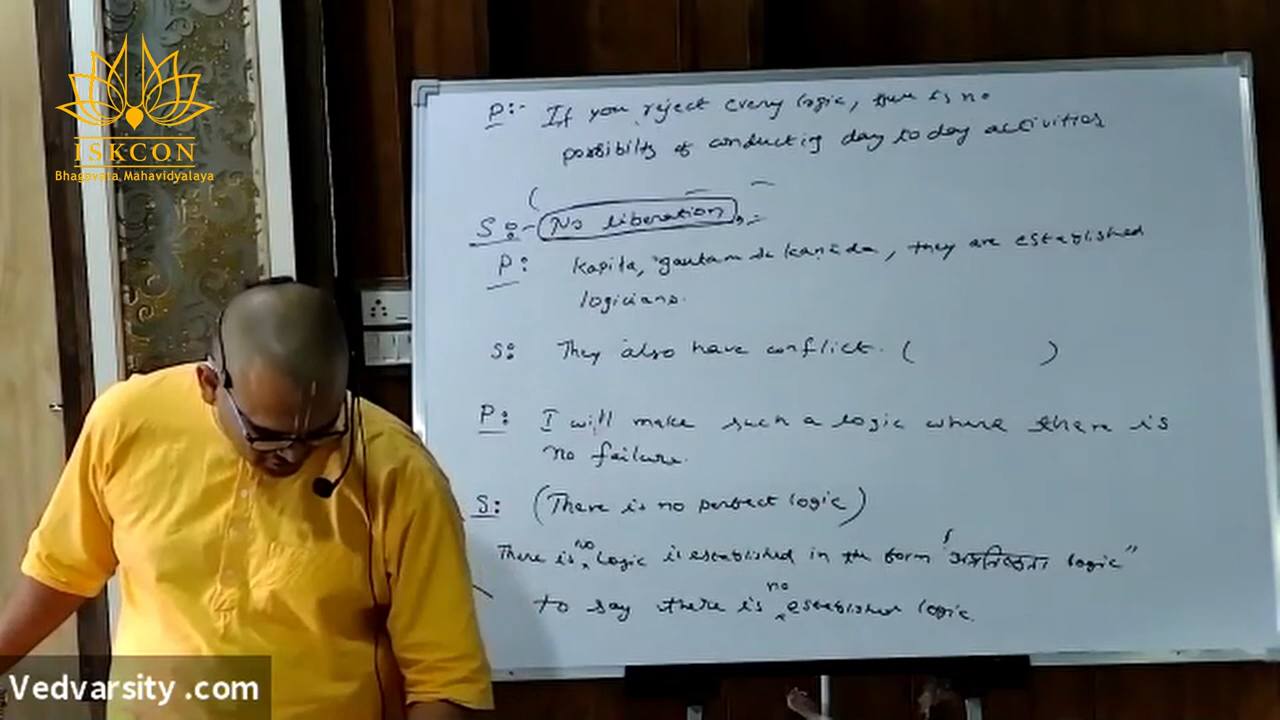 ISKCON
Bhagavata Mahavidyalaya
P:- If you reject every logic, there is no
possibilty of conducting day to day activities
S:- No liberation
P: Kapila, gautam & kanada, they are established
logicians.
S: They also have conflict. ( )
P: I will make such a logic where there is
no failure.
S: (There is no perfect logic)
There is no logic is established in the form "अप्रतिष्ठित logic"
to say there is no established logic.
Vedvarsity .com